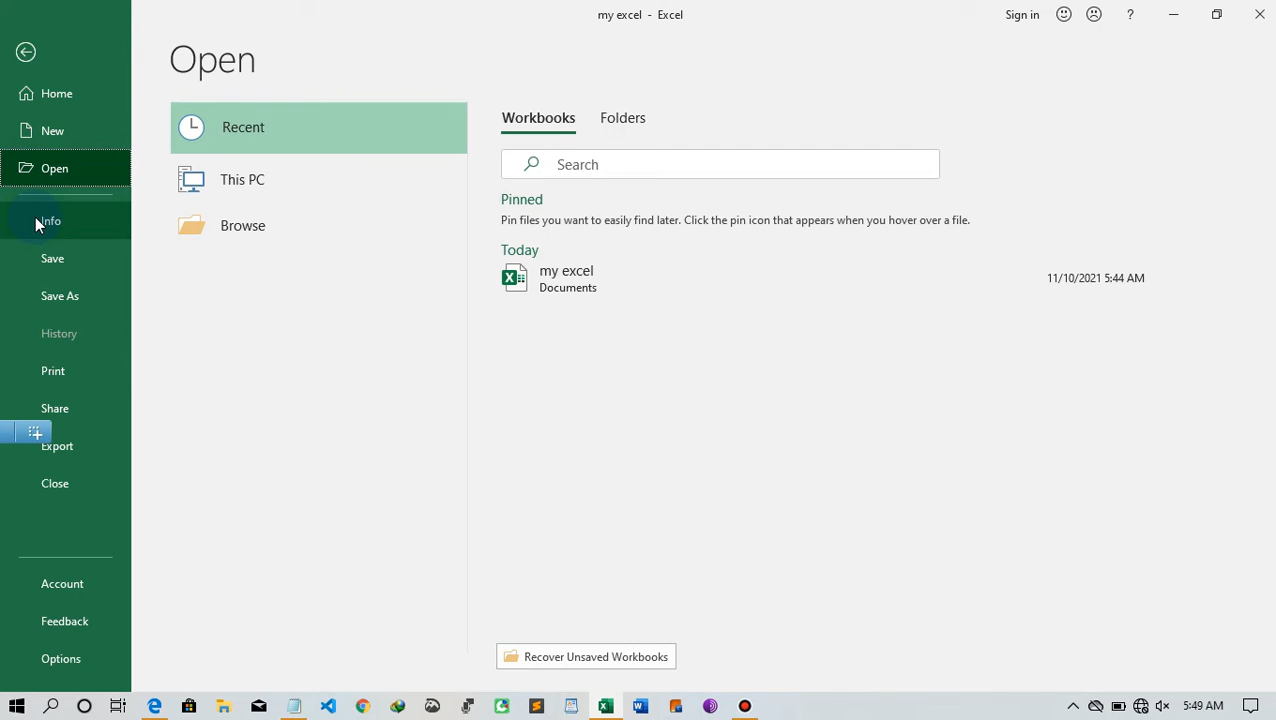 my excel - Excel
Sign in
?
Open
Home
New
Open
Info
Save
Save As
History
Print
Share
Export
Close
Account
Feedback
Options
Recent
This PC
Browse
Workbooks Folders
Search
Pinned
Pin files you want to easily find later. Click the pin icon that appears when you hover over a file.
Today
my excel
Documents
11/10/2021 5:44 AM
Recover Unsaved Workbooks
5:49 AM